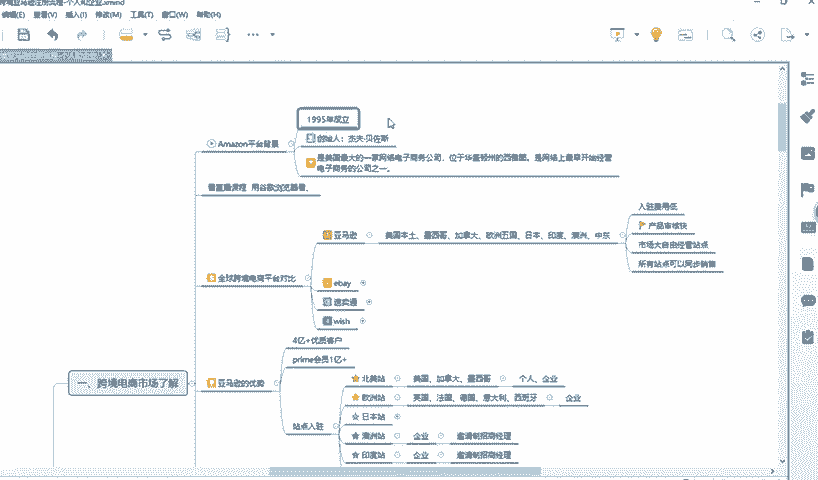 跨境亚马逊注册流程-个人和企业.xmind
编辑(E) 查看(V) 插入(I) 修改(M) 工具(T) 窗口(W) 帮助(H)
1995年成立
Amazon平台背景
创始人：杰夫·贝佐斯
是美国最大的一家网络电子商务公司，位于华盛顿州的西雅图。是网络上最早开始经营
电子商务的公司之一。
看直播流程 用谷歌浏览器看。
入驻费用低
产品审核快
亚马逊
美国本土、墨西哥、加拿大、欧洲五国、日本、印度、澳洲、中东
市场大自由经营站点
所有站点可以同步销售
全球跨境电商平台对比
ebay
速卖通
wish
4亿+优质客户
prime会员1亿+
一、跨境电商市场了解
亚马逊的优势
北美站
美国、加拿大、墨西哥
个人、企业
欧洲站
英国、法国、德国、意大利、西班牙
企业
日本站
站点入驻
澳洲站
企业
邀请制招商经理
印度站
企业
邀请制招商经理